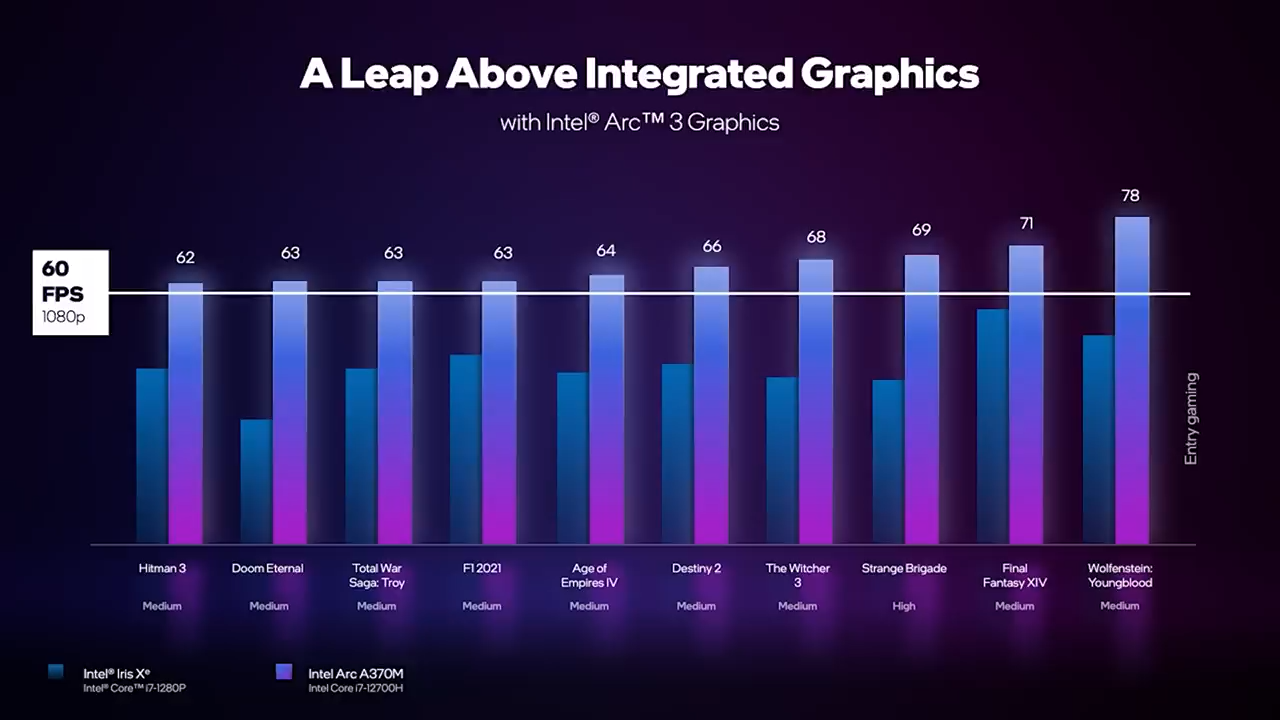 A Leap Above Integrated Graphics
with Intel® Arc™ 3 Graphics
60
FPS
1080p
62
63
63
63
64
66
68
69
71
78
Entry gaming
Hitman 3
Medium
Doom Eternal
Medium
Total War
Saga: Troy
Medium
F1 2021
Medium
Age of
Empires IV
Medium
Destiny 2
Medium
The Witcher
3
Medium
Strange Brigade
High
Final
Fantasy XIV
Medium
Wolfenstein:
Youngblood
Medium
Intel® Iris Xᵉ
Intel® Core™ i7-1280P
Intel Arc A370M
Intel Core i7-12700H